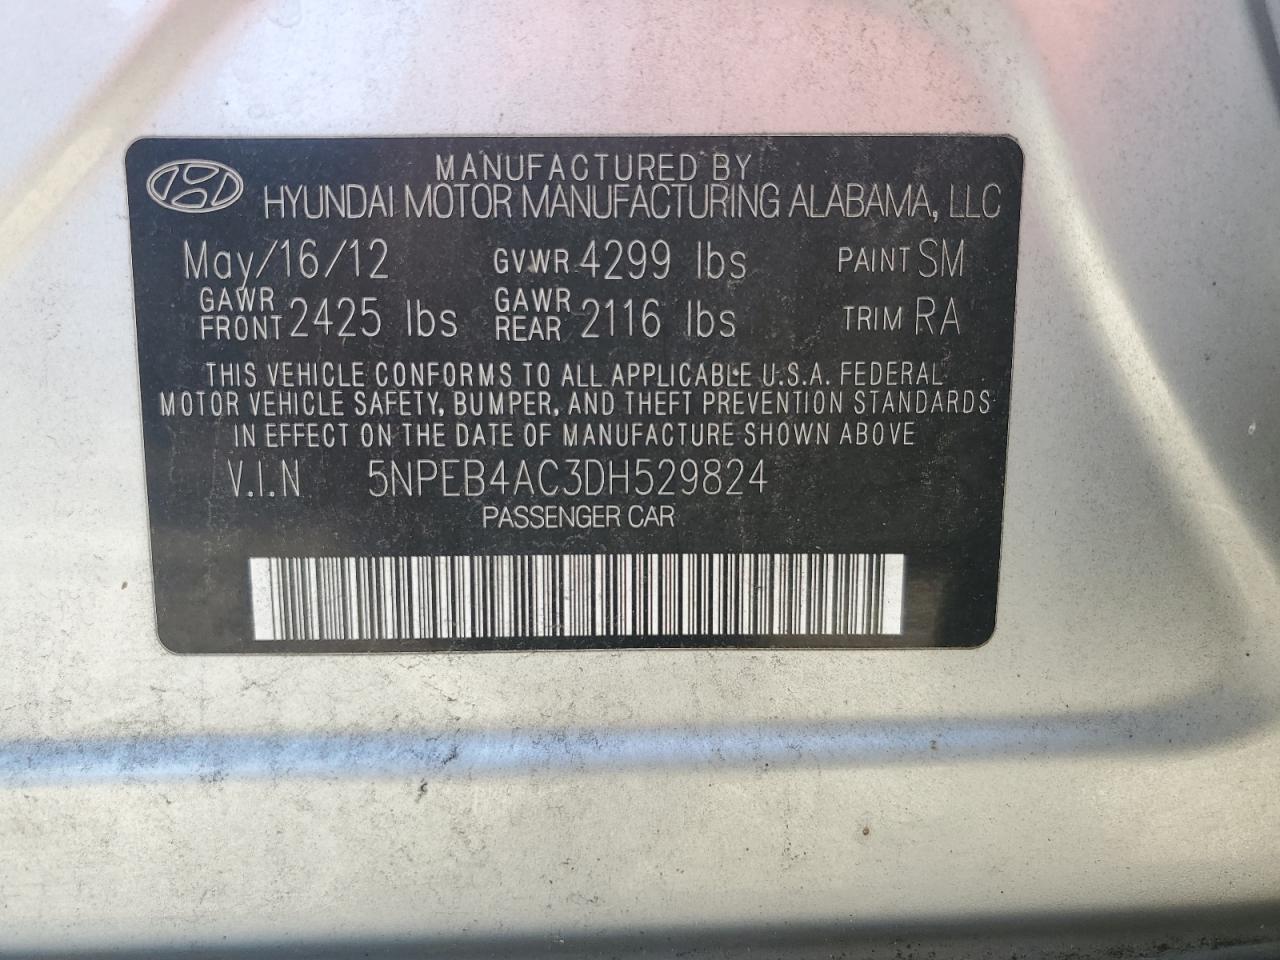 MANUFACTURED BY
HYUNDAI MOTOR MANUFACTURING ALABAMA, LLC
May/16/12 GVWR 4299 lbs PAINT SM
GAWR FRONT 2425 lbs GAWR REAR 2116 lbs TRIM RA
THIS VEHICLE CONFORMS TO ALL APPLICABLE U.S.A. FEDERAL
MOTOR VEHICLE SAFETY, BUMPER, AND THEFT PREVENTION STANDARDS
IN EFFECT ON THE DATE OF MANUFACTURE SHOWN ABOVE
V.I.N 5NPEB4AC3DH529824
PASSENGER CAR